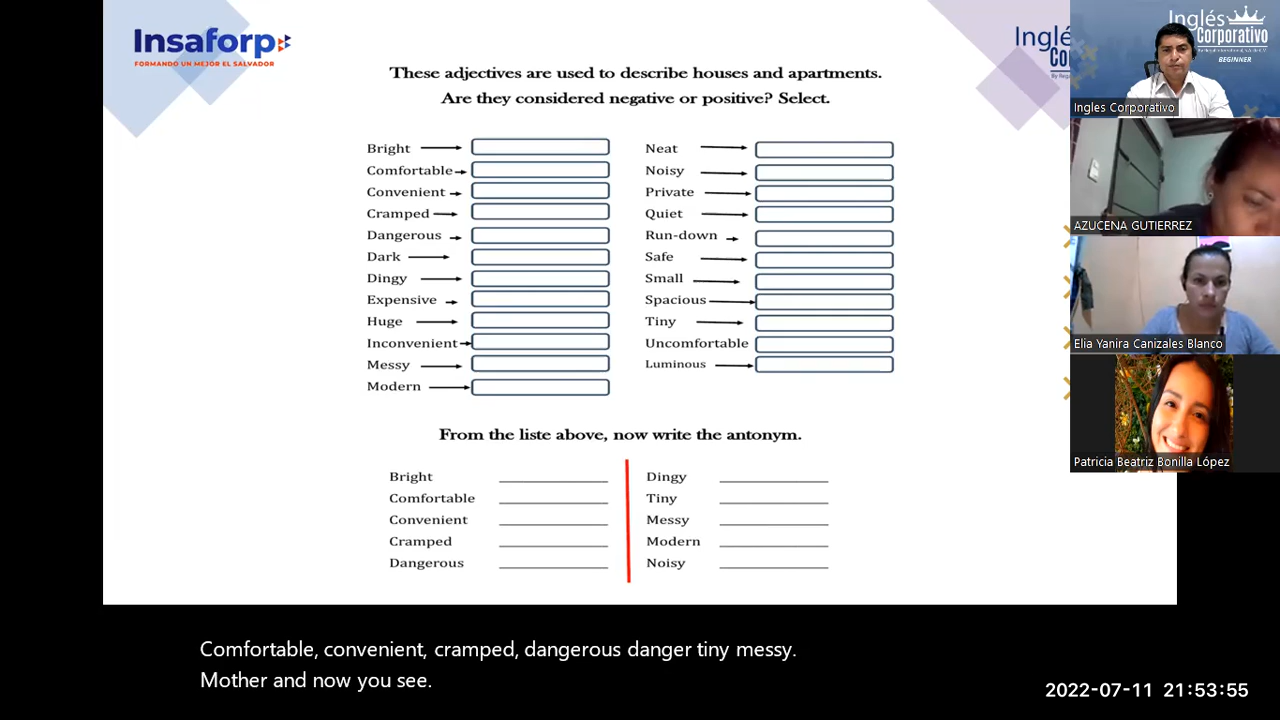 Insaforp
FORMANDO UN MEJOR EL SALVADOR
These adjectives are used to describe houses and apartments.
Are they considered negative or positive? Select.
Bright
Comfortable
Convenient
Cramped
Dangerous
Dark
Dingy
Expensive
Huge
Inconvenient
Messy
Modern
Neat
Noisy
Private
Quiet
Run-down
Safe
Small
Spacious
Tiny
Uncomfortable
Luminous
From the liste above, now write the antonym.
Bright
Comfortable
Convenient
Cramped
Dangerous
Dingy
Tiny
Messy
Modern
Noisy
Inglés
Corporativo
BEGINNER
Ingles Corporativo
AZUCENA GUTIERREZ
Elia Yanira Canizales Blanco
Patricia Beatriz Bonilla López
Comfortable, convenient, cramped, dangerous danger tiny messy.
Mother and now you see.
2022-07-11 21:53:55